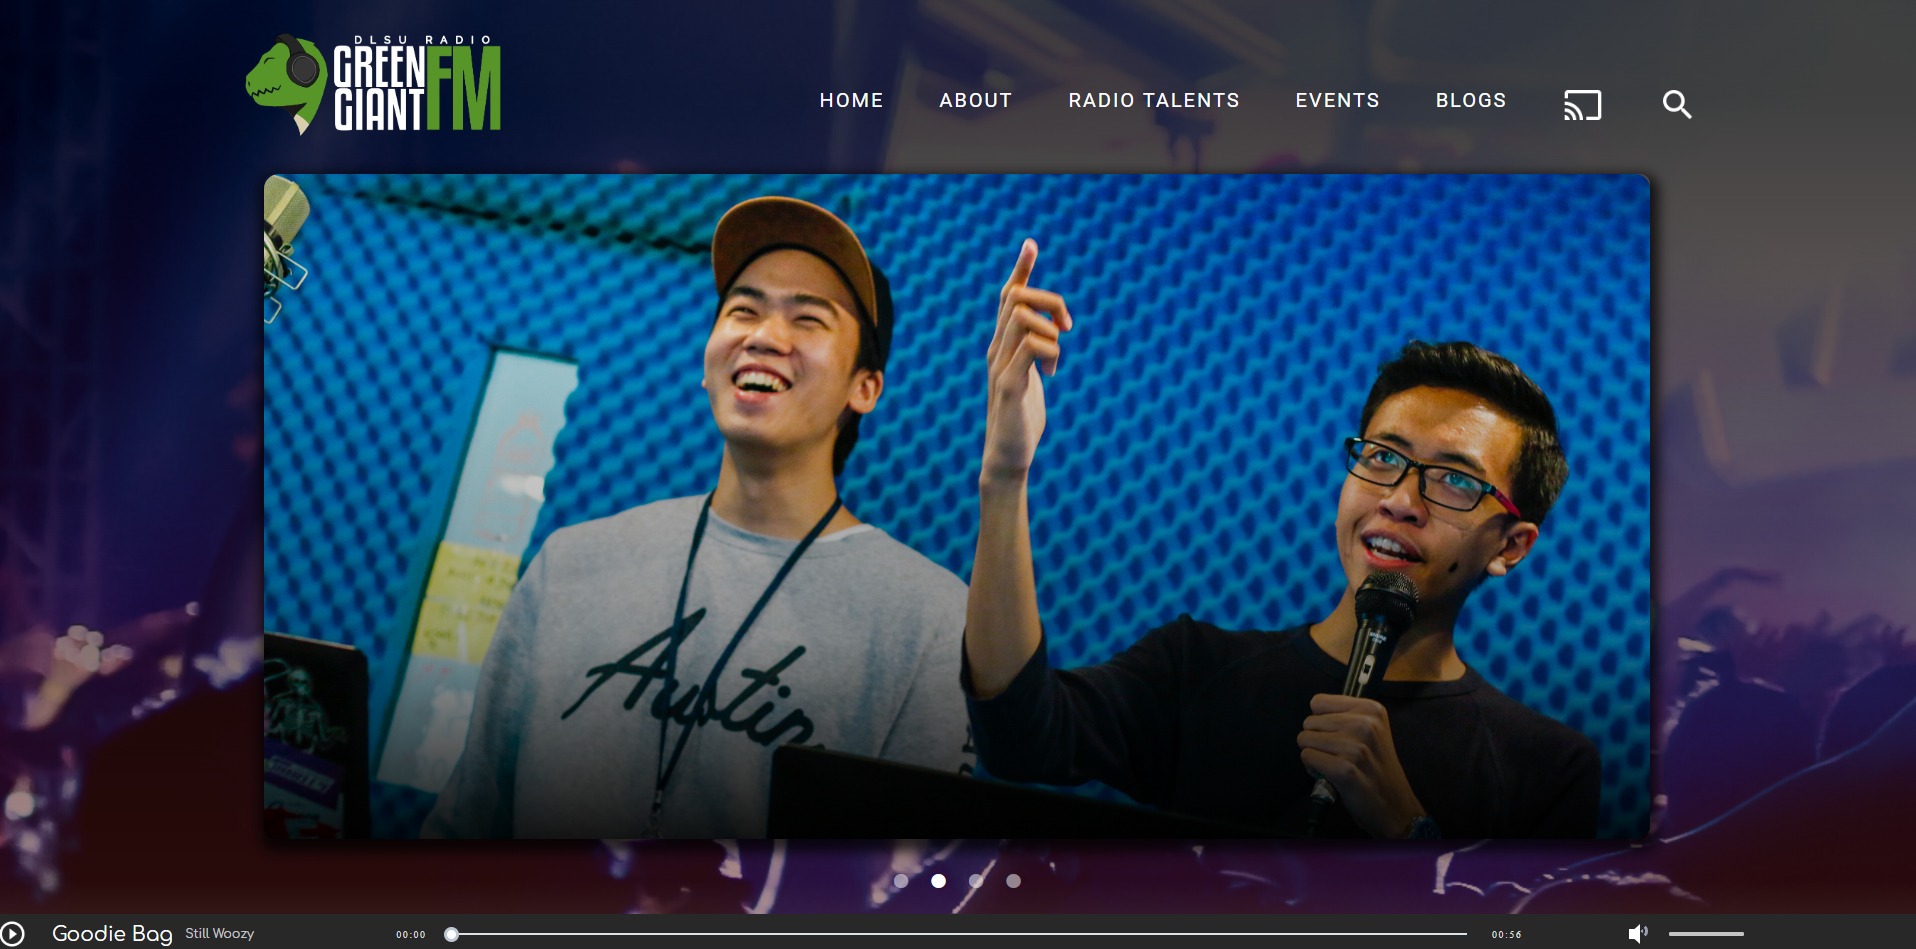 DLSU RADIO
GREEN
GIANT
FM
HOME
ABOUT
RADIO TALENTS
EVENTS
BLOGS
Austin
Goodie Bag
Still Woozy
00:00
00:56